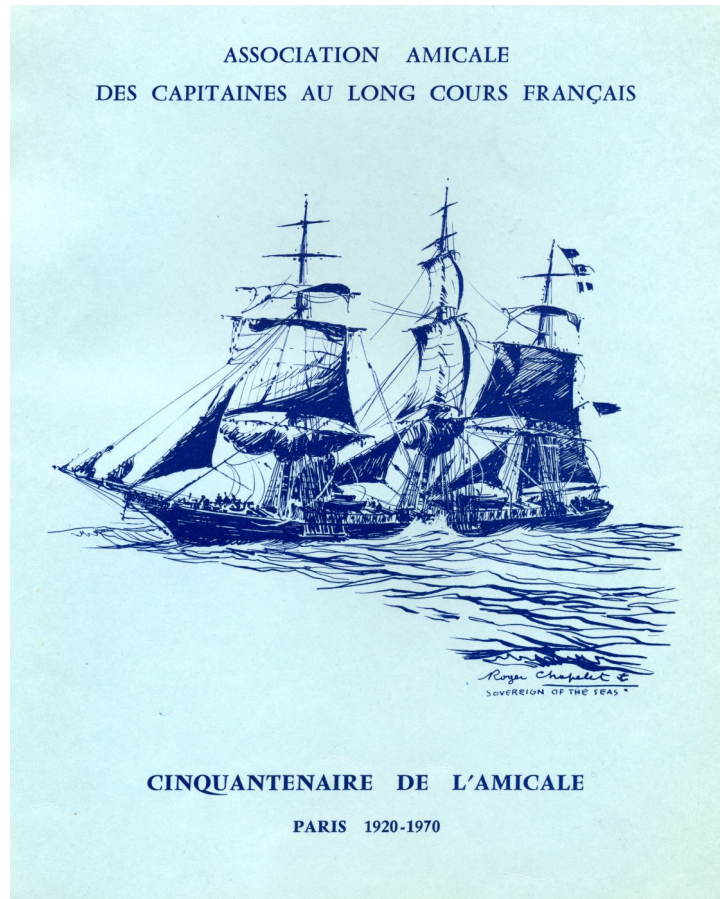 ASSOCIATION AMICALE
DES CAPITAINES AU LONG COURS FRANÇAIS
Roger Chapelet
SOVEREIGN OF THE SEAS"
CINQUANTENAIRE DE L'AMICALE
PARIS 1920-1970